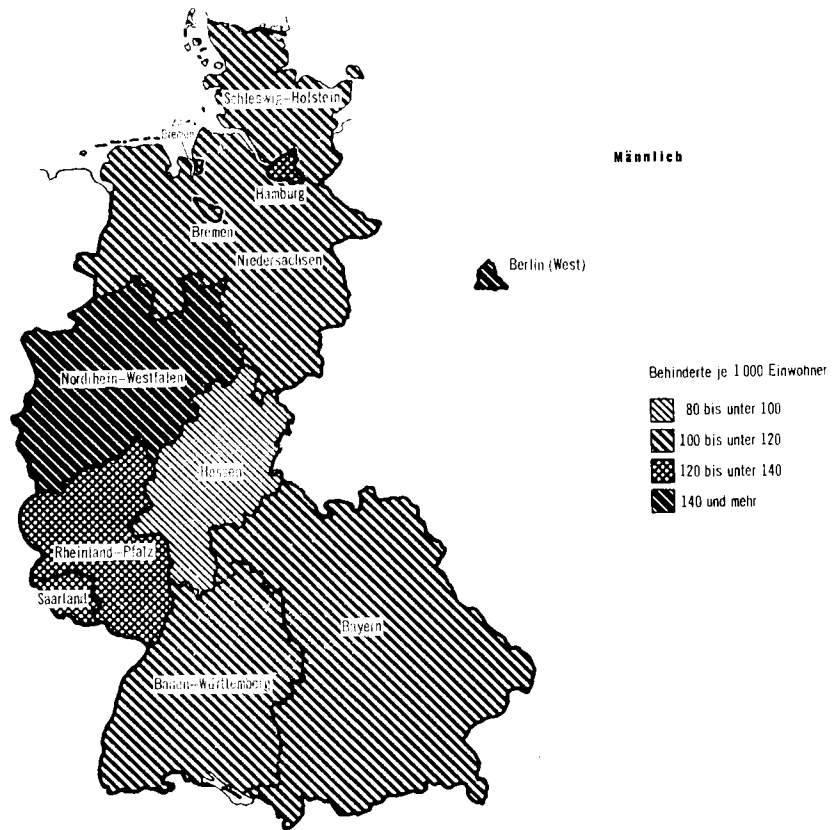 Schleswig-Holstein
Bremen
Männlich
Hamburg
Bremen
Niedersachsen
Berlin (West)
Nordrhein-Westfalen
Behinderte je 1 000 Einwohner
80 bis unter 100
100 bis unter 120
120 bis unter 140
140 und mehr
Hessen
Rheinland-Pfalz
Saarland
Bayern
Baden-Württemberg